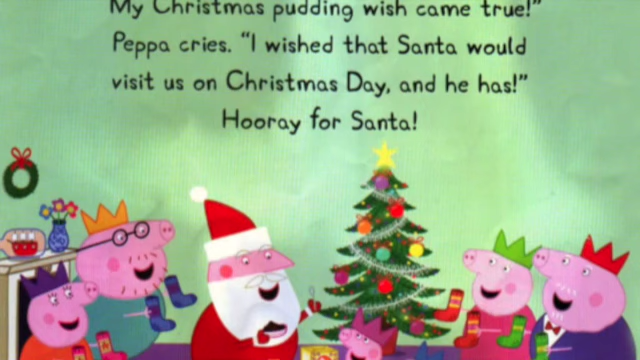 My Christmas pudding wish came true!"
Peppa cries. "I wished that Santa would
visit us on Christmas Day, and he has!"
Hooray for Santa!